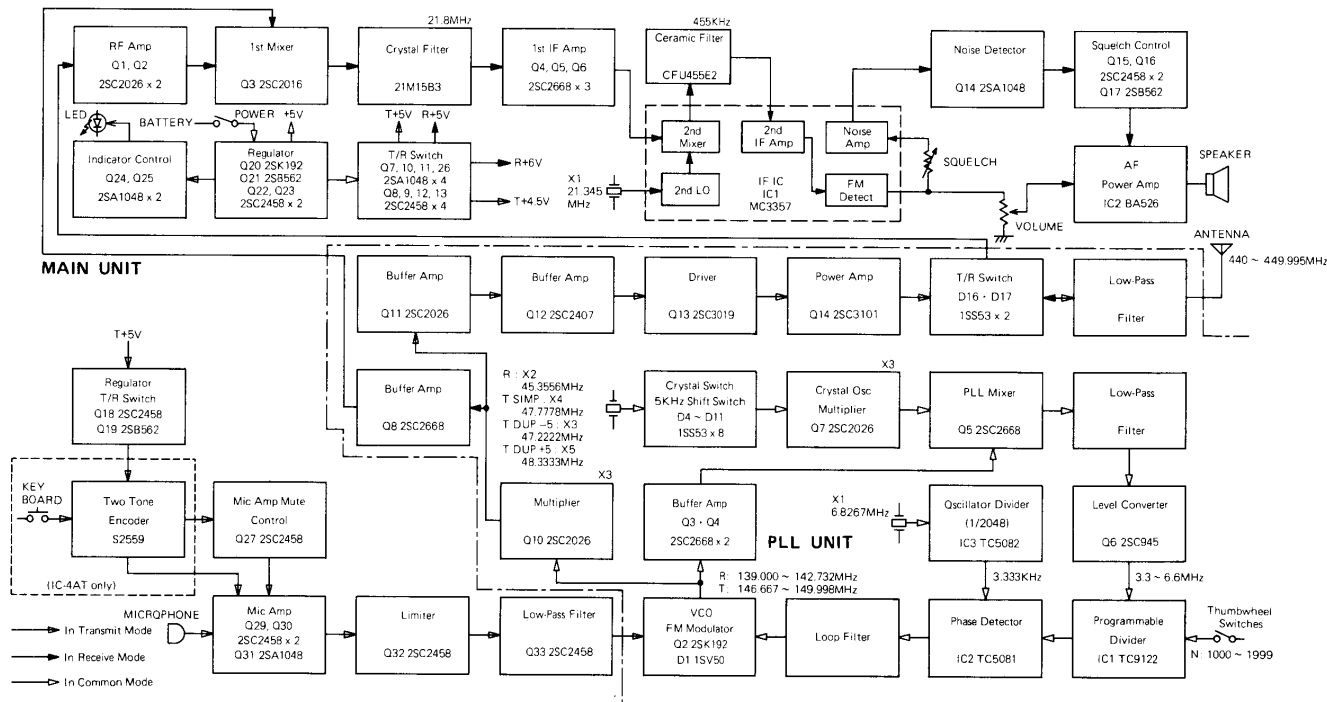 21.8MHz
455KHz
RF Amp
Q1, Q2
2SC2026 x 2
1st Mixer
Q3 2SC2016
Crystal Filter
21M15B3
1st IF Amp
Q4, Q5, Q6
2SC2668 x 3
Ceramic Filter
CFU455E2
Noise Detector
Q14 2SA1048
Squelch Control
Q15, Q16
2SC2458 x 2
Q17 2SB562
LED
BATTERY
POWER
+5V
T+5V
R+5V
Indicator Control
Q24, Q25
2SA1048 x 2
Regulator
Q20 2SK192
Q21 2SB562
Q22, Q23
2SC2458 x 2
T/R Switch
Q7, 10, 11, 26
2SA1048 x 4
Q8, 9, 12, 13
2SC2458 x 4
R+6V
T+4.5V
X1
21.345
MHz
2nd
Mixer
2nd LO
2nd
IF Amp
IF IC
IC1
MC3357
Noise
Amp
FM
Detect
SQUELCH
VOLUME
AF
Power Amp
IC2 BA526
SPEAKER
MAIN UNIT
ANTENNA
440 ~ 449.995MHz
Buffer Amp
Q11 2SC2026
Buffer Amp
Q12 2SC2407
Driver
Q13 2SC3019
Power Amp
Q14 2SC3101
T/R Switch
D16 · D17
1SS53 x 2
Low-Pass
Filter
T+5V
Regulator
T/R Switch
Q18 2SC2458
Q19 2SB562
Buffer Amp
Q8 2SC2668
R : X2
45.3556MHz
T SIMP : X4
47.7778MHz
T DUP -5 : X3
47.2222MHz
T DUP +5 : X5
48.3333MHz
Crystal Switch
5KHz Shift Switch
D4 ~ D11
1SS53 x 8
X3
Crystal Osc
Multiplier
Q7 2SC2026
PLL Mixer
Q5 2SC2668
Low-Pass
Filter
KEY
BOARD
Two Tone
Encoder
S2559
(IC-4AT only)
Mic Amp Mute
Control
Q27 2SC2458
X3
Multiplier
Q10 2SC2026
Buffer Amp
Q3 · Q4
2SC2668 x 2
PLL UNIT
X1
6.8267MHz
Oscillator Divider
(1/2048)
IC3 TC5082
Level Converter
Q6 2SC945
R: 139.000 ~ 142.732MHz
T: 146.667 ~ 149.998MHz
3.333KHz
3.3 ~ 6.6MHz
MICROPHONE
Mic Amp
Q29, Q30
2SC2458 x 2
Q31 2SA1048
Limiter
Q32 2SC2458
Low-Pass Filter
Q33 2SC2458
VCO
FM Modulator
Q2 2SK192
D1 1SV50
Loop Filter
Phase Detector
IC2 TC5081
Programmable
Divider
IC1 TC9122
Thumbwheel
Switches
N: 1000 ~ 1999
In Transmit Mode
In Receive Mode
In Common Mode